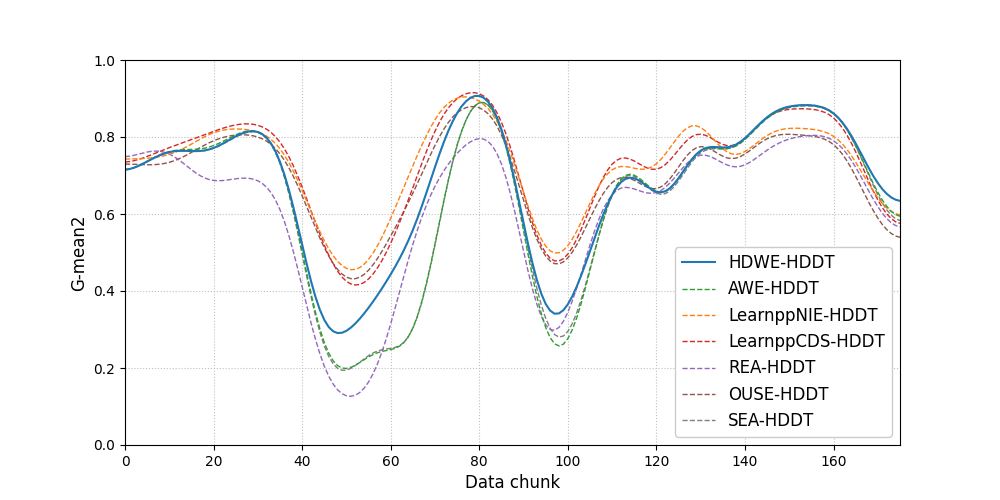 1.0
0.8
0.6
0.4
0.2
0.0
G-mean2
0 20 40 60 80 100 120 140 160
Data chunk
HDWE-HDDT
AWE-HDDT
LearnppNIE-HDDT
LearnppCDS-HDDT
REA-HDDT
OUSE-HDDT
SEA-HDDT